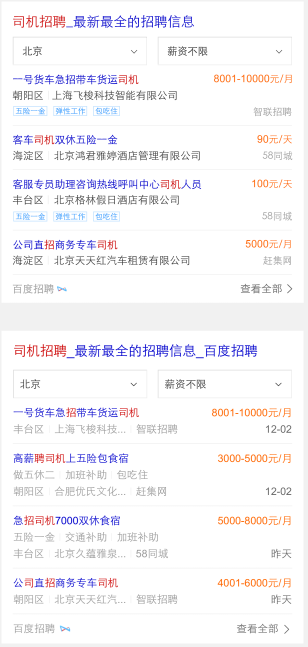 司机招聘_最新最全的招聘信息
北京 薪资不限
一号货车急招带车货运司机 8001-10000元/月
朝阳区 上海飞梭科技智能有限公司
五险一金 弹性工作 包吃住 智联招聘
客车司机双休五险一金 90元/天
海淀区 北京鸿君雅婷酒店管理有限公司 58同城
客服专员助理咨询热线呼叫中心司机人员 100元/天
丰台区 北京格林假日酒店有限公司
五险一金 弹性工作 包吃住 58同城
公司直招商务专车司机 5000元/月
海淀区 北京天天红汽车租赁有限公司 赶集网
百度招聘 查看全部
司机招聘_最新最全的招聘信息_百度招聘
北京 薪资不限
一号货车急招带车货运司机 8001-10000元/月
丰台区 上海飞梭科技... 智联招聘 12-02
高薪聘司机上五险包食宿 3000-5000元/月
做五休二 加班补助 包吃住
朝阳区 合肥优氏文化... 赶集网 12-02
急招司机7000双休食宿 5000-8000元/月
五险一金 交通补助 加班补助
丰台区 北京久蕴雅泉... 58同城 昨天
公司直招商务专车司机 4001-6000元/月
朝阳区 北京天天红汽... 智联招聘 昨天
百度招聘 查看全部